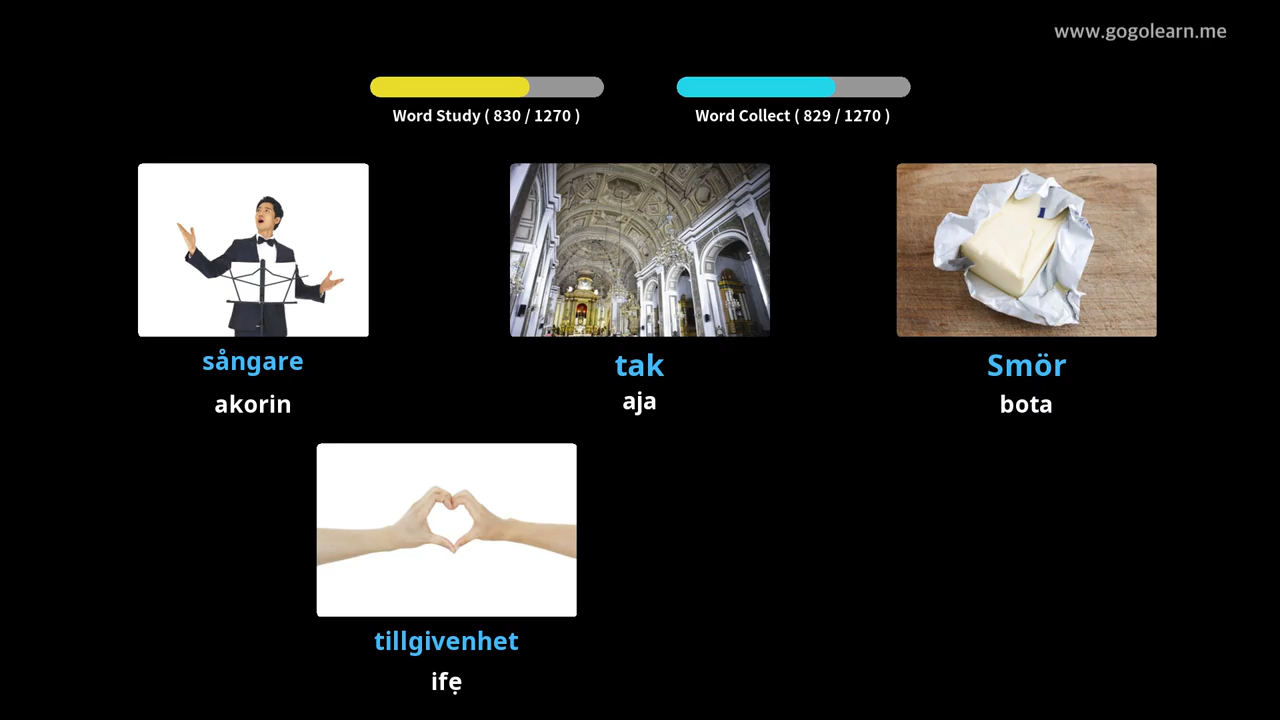 www.gogolearn.me
Word Study ( 830 / 1270 )
Word Collect ( 829 / 1270 )
sångare
akorin
tak
aja
Smör
bota
tillgivenhet
ifẹ